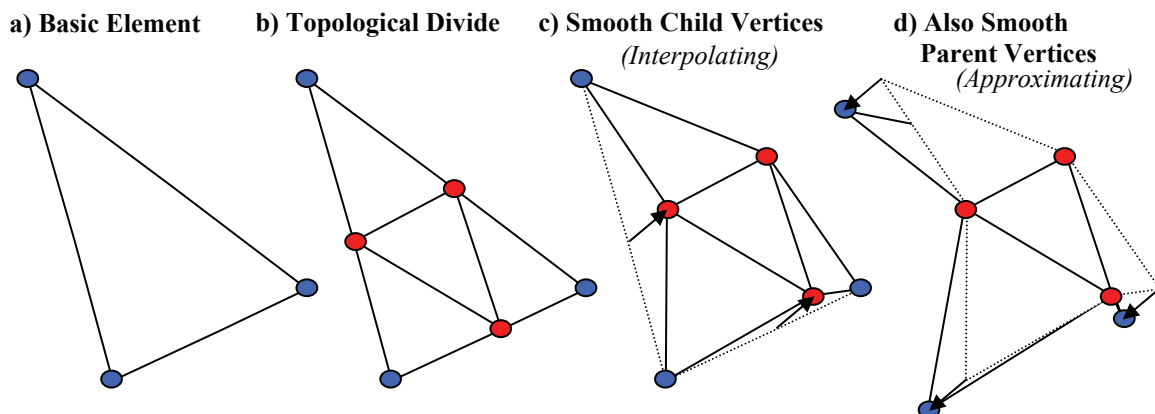 a) Basic Element
b) Topological Divide
c) Smooth Child Vertices
(Interpolating)
d) Also Smooth
Parent Vertices
(Approximating)